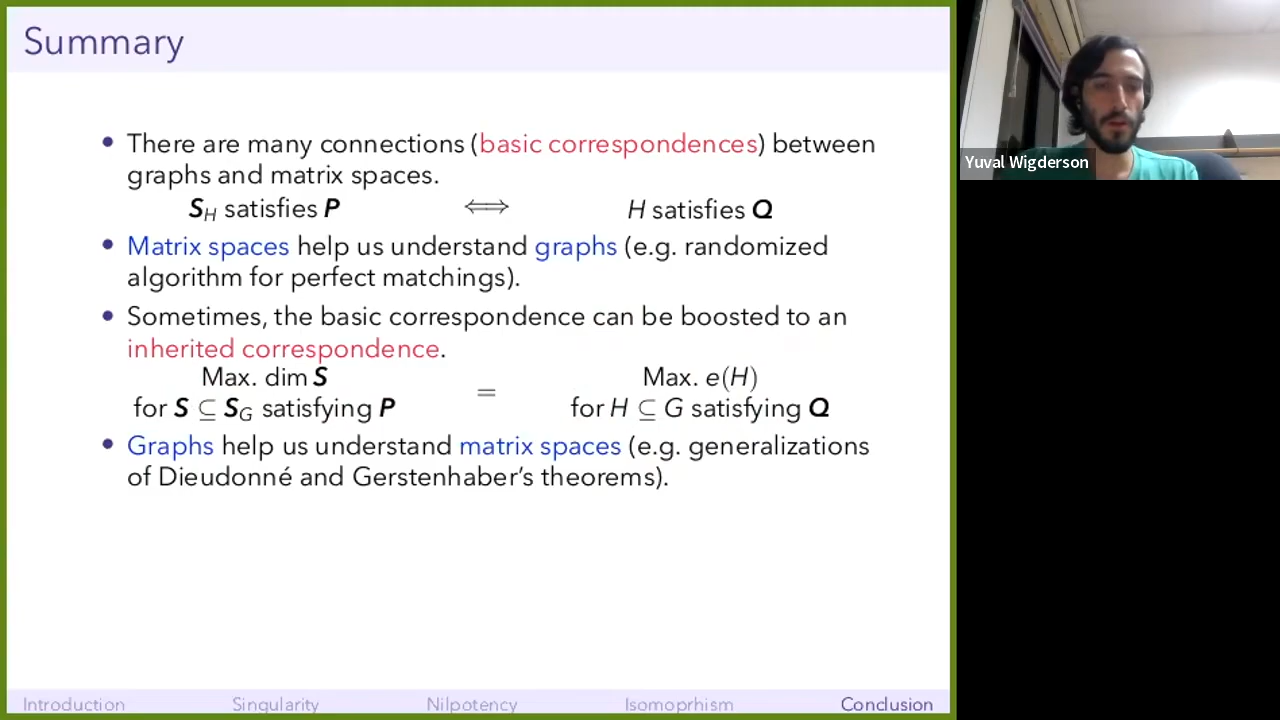 Summary
• There are many connections (basic correspondences) between
graphs and matrix spaces.
S_H satisfies P ⟺ H satisfies Q
• Matrix spaces help us understand graphs (e.g. randomized
algorithm for perfect matchings).
• Sometimes, the basic correspondence can be boosted to an
inherited correspondence.
Max. dim S = Max. e(H)
for S ⊆ S_G satisfying P for H ⊆ G satisfying Q
• Graphs help us understand matrix spaces (e.g. generalizations
of Dieudonné and Gerstenhaber's theorems).
Introduction Singularity Nilpotency Isomoprhism Conclusion
Yuval Wigderson